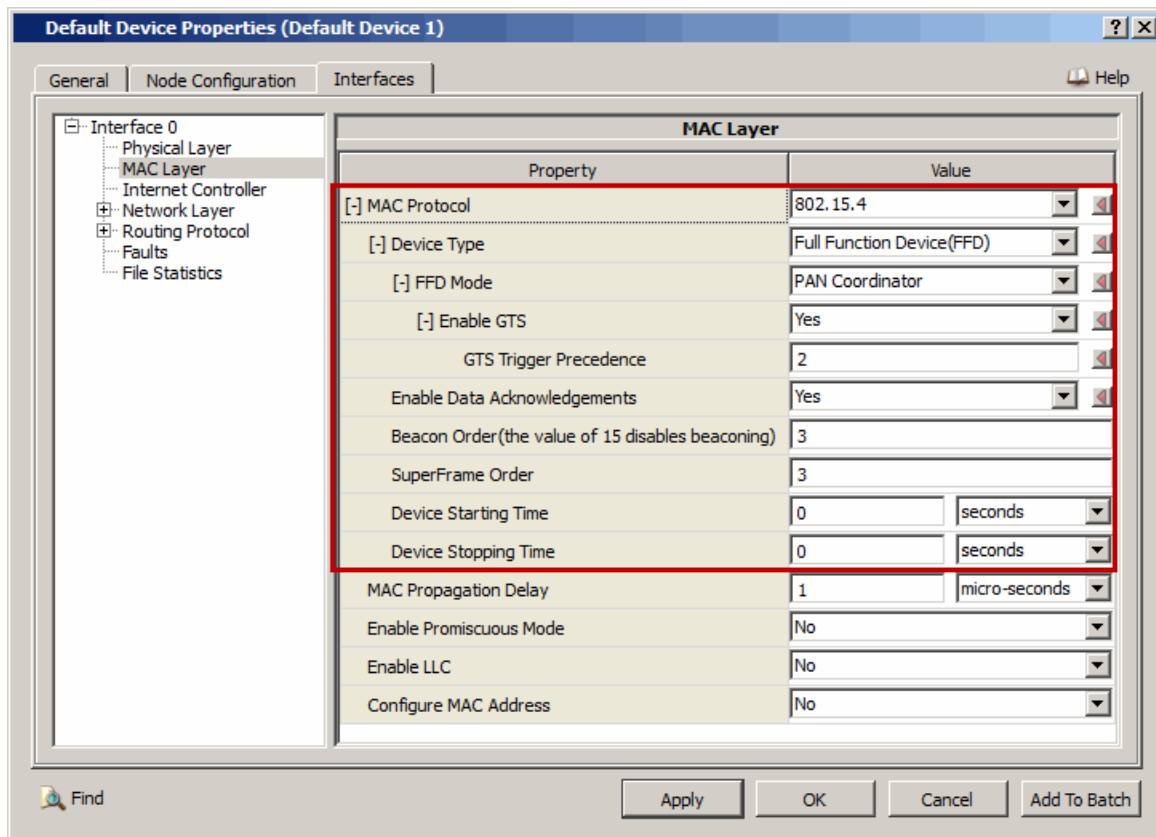 Default Device Properties (Default Device 1)
General
Node Configuration
Interfaces
Help
Interface 0
Physical Layer
MAC Layer
Internet Controller
Network Layer
Routing Protocol
Faults
File Statistics
MAC Layer
Property Value
[-] MAC Protocol 802.15.4
[-] Device Type Full Function Device(FFD)
[-] FFD Mode PAN Coordinator
[-] Enable GTS Yes
GTS Trigger Precedence 2
Enable Data Acknowledgements Yes
Beacon Order(the value of 15 disables beaconing) 3
SuperFrame Order 3
Device Starting Time 0 seconds
Device Stopping Time 0 seconds
MAC Propagation Delay 1 micro-seconds
Enable Promiscuous Mode No
Enable LLC No
Configure MAC Address No
Find
Apply
OK
Cancel
Add To Batch